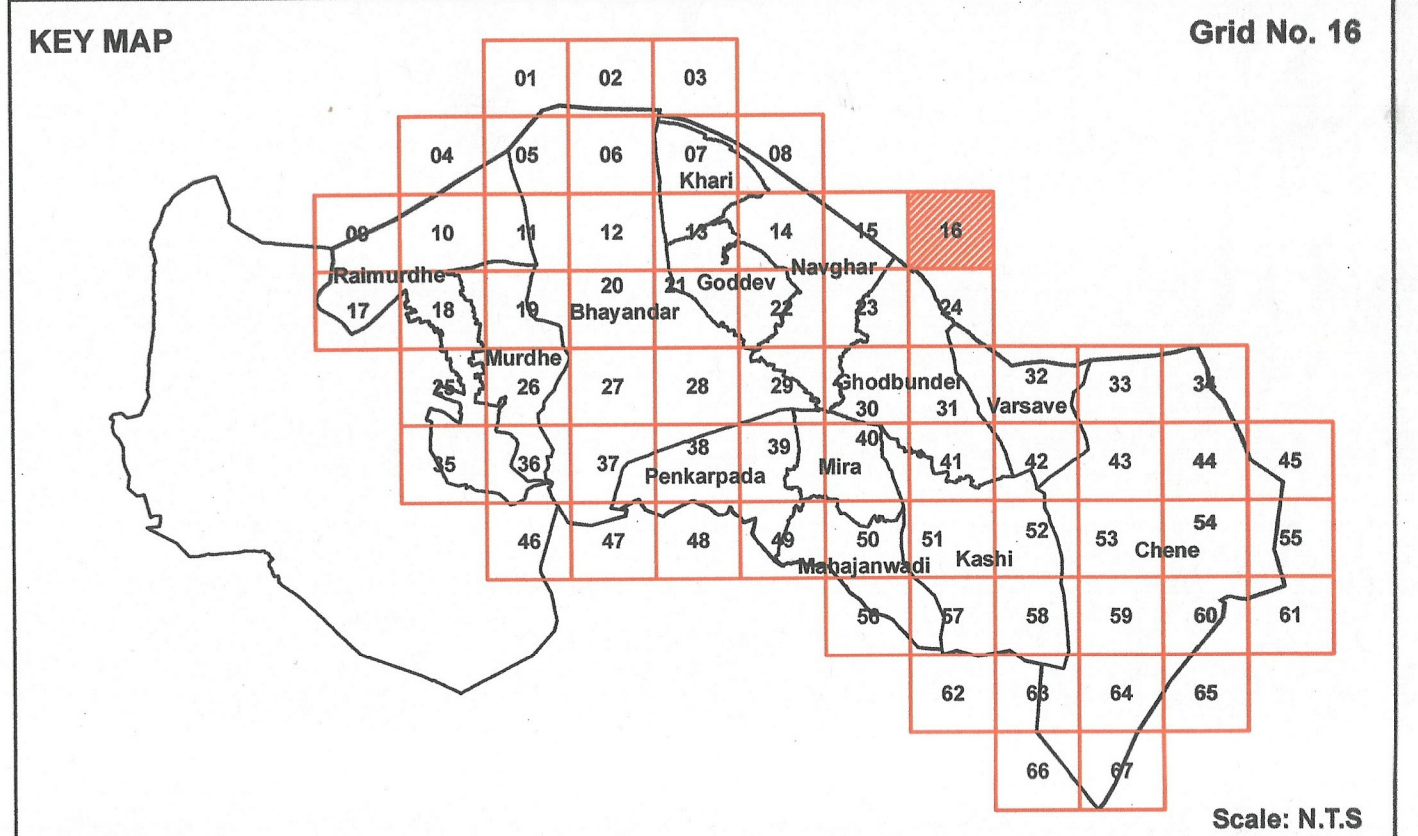 KEY MAP
Grid No. 16
01 02 03
04 05 06 07 08
Khari
09 10 11 12 13 14 15 16
Raimurdhe Goddev Navghar
17 18 19 20 21 22 23 24
Bhayandar
Murdhe
25 26 27 28 29 30 31 32 33 34
Ghodbunder Varsave
35 36 37 38 39 40 41 42 43 44 45
Penkarpada Mira
46 47 48 49 50 51 52 53 54 55
Mahajanwadi Kashi Chene
56 57 58 59 60 61
62 63 64 65
66 67
Scale: N.T.S